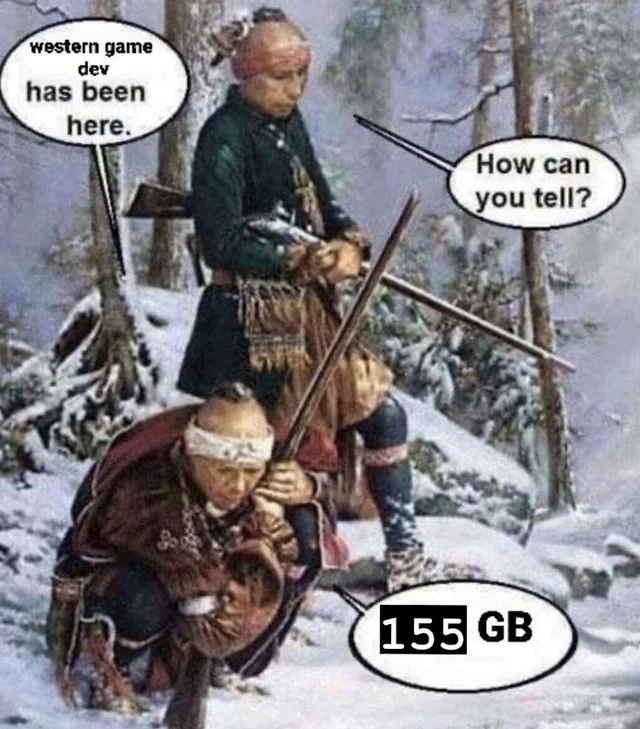 western game
dev
has been
here.
How can
you tell?
155 GB